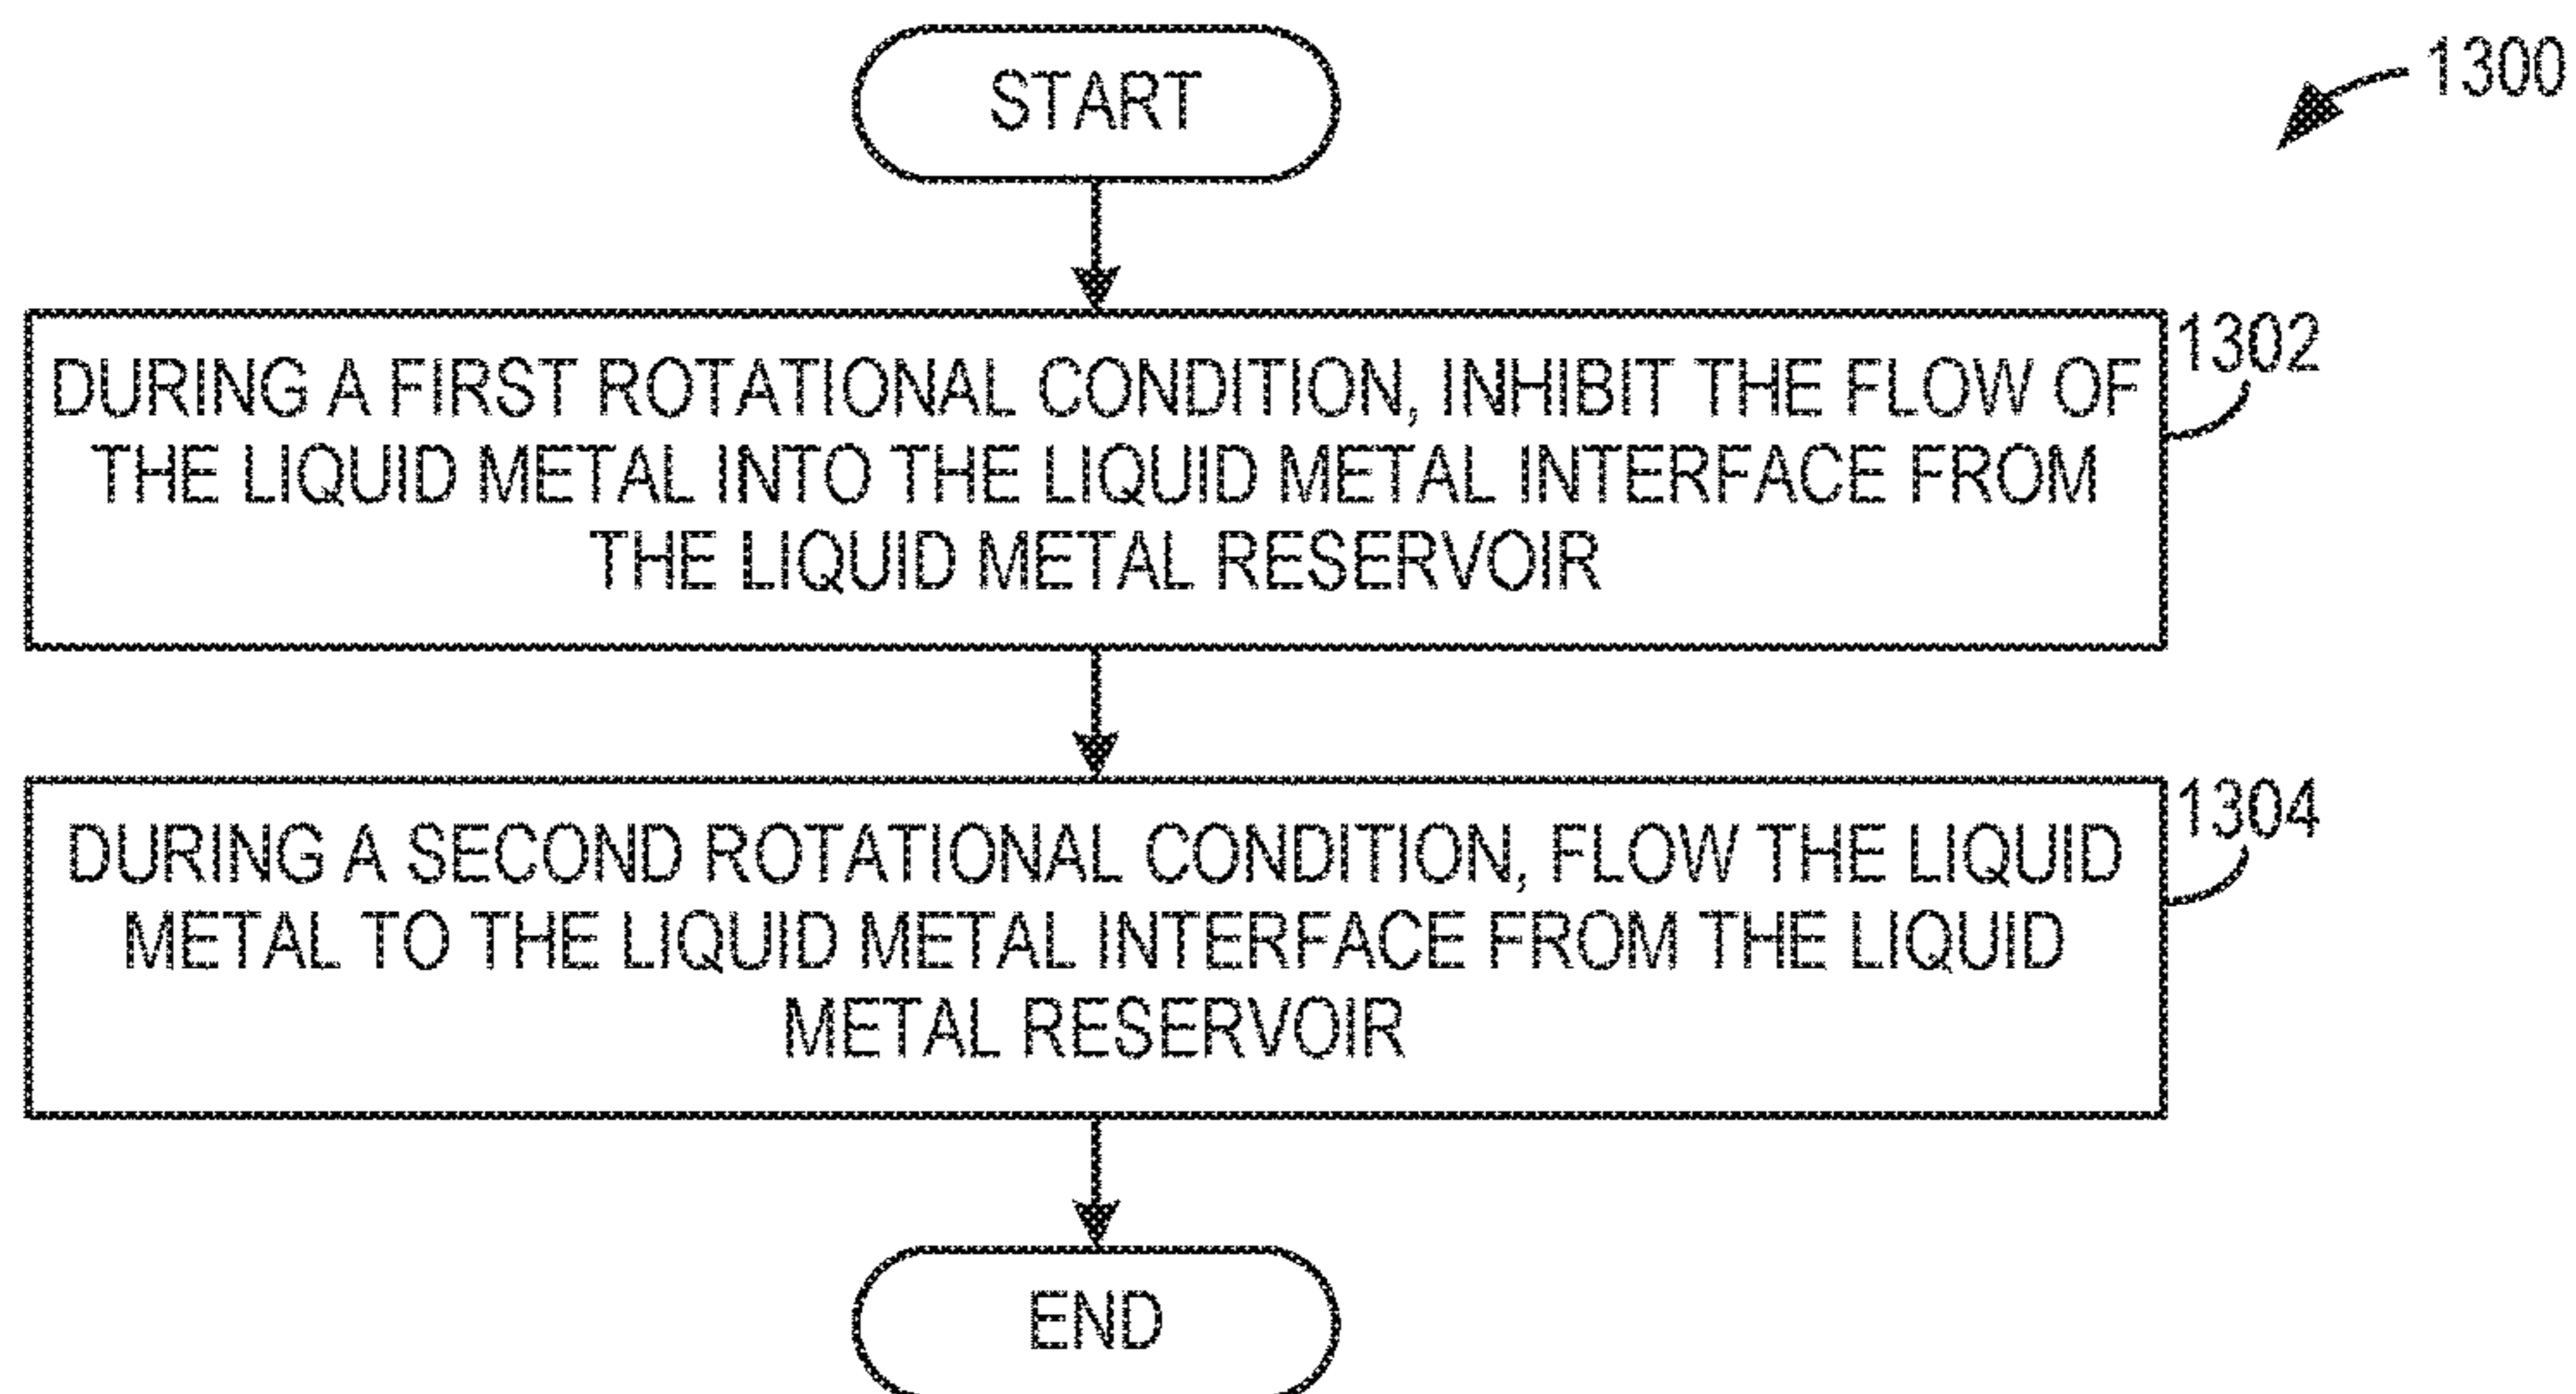 START
1300
DURING A FIRST ROTATIONAL CONDITION, INHIBIT THE FLOW OF
THE LIQUID METAL INTO THE LIQUID METAL INTERFACE FROM
THE LIQUID METAL RESERVOIR
1302
DURING A SECOND ROTATIONAL CONDITION, FLOW THE LIQUID
METAL TO THE LIQUID METAL INTERFACE FROM THE LIQUID
METAL RESERVOIR
1304
END